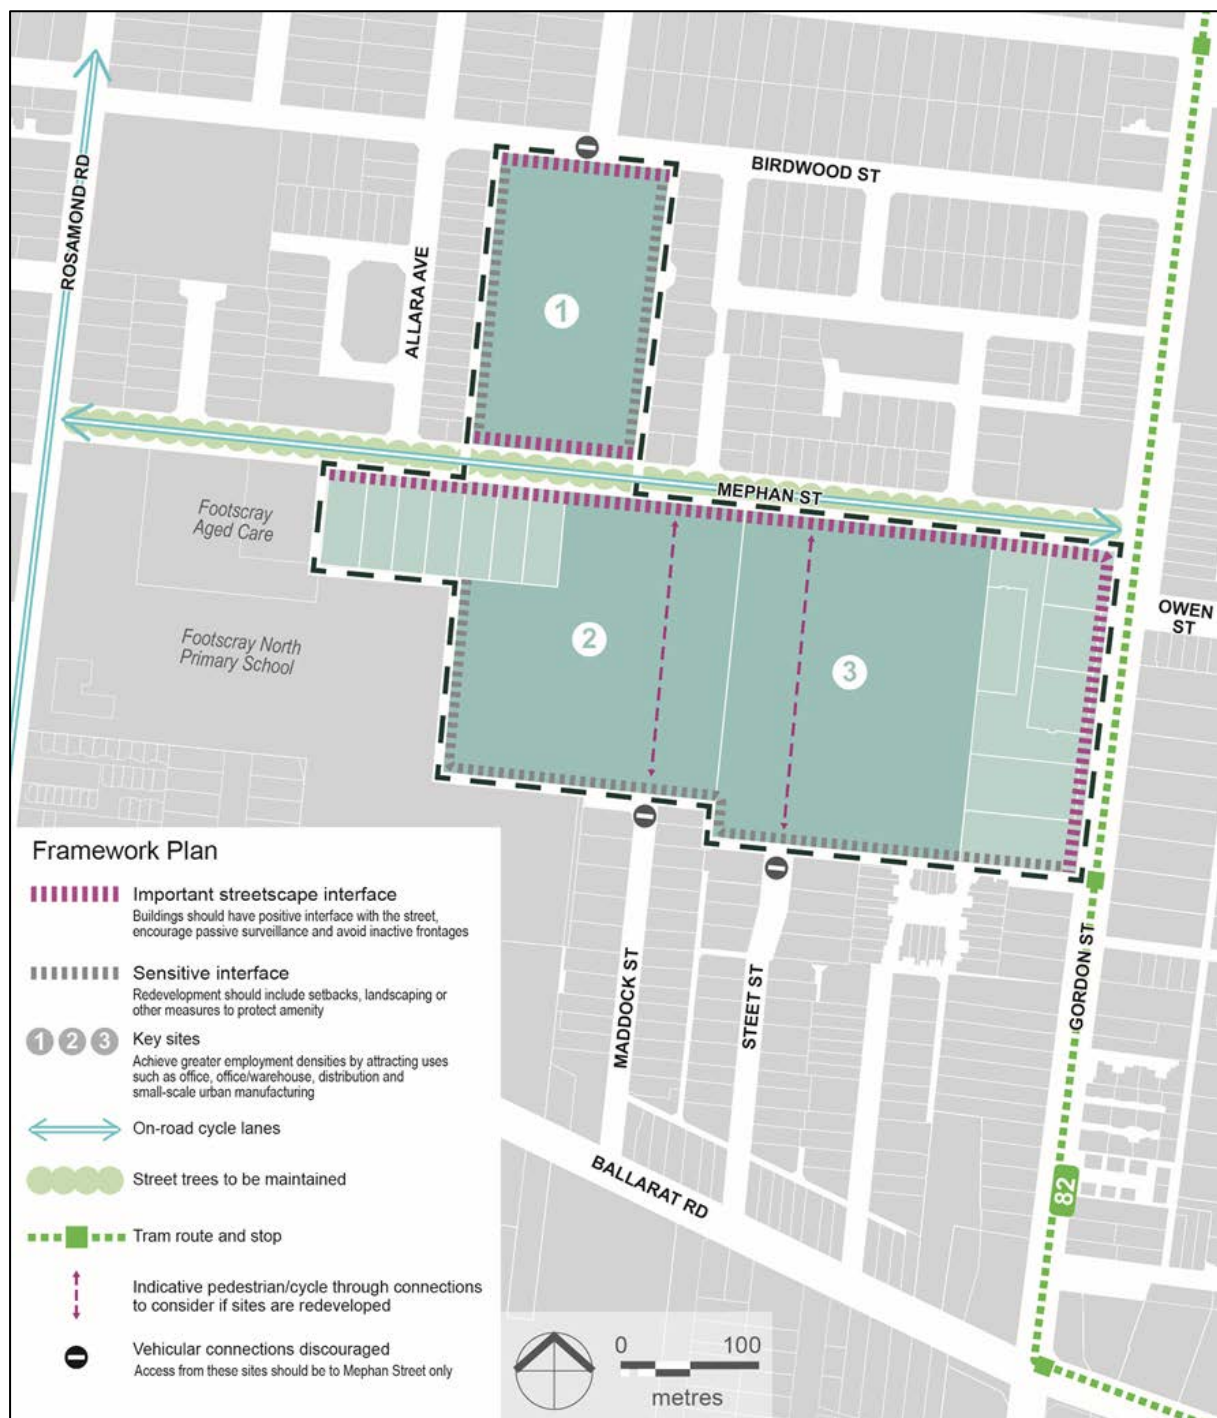 BIRDWOOD ST
ROSAMOND RD
ALLARA AVE
1
MEPHAN ST
Footscray
Aged Care
OWEN
ST
Footscray North
Primary School
2
3
Framework Plan
Important streetscape interface
Buildings should have positive interface with the street,
encourage passive surveillance and avoid inactive frontages
Sensitive interface
Redevelopment should include setbacks, landscaping or
other measures to protect amenity
1 2 3 Key sites
Achieve greater employment densities by attracting uses
such as office, office/warehouse, distribution and
small-scale urban manufacturing
On-road cycle lanes
Street trees to be maintained
Tram route and stop
Indicative pedestrian/cycle through connections
to consider if sites are redeveloped
Vehicular connections discouraged
Access from these sites should be to Mephan Street only
MADDOCK ST
STEET ST
GORDON ST
BALLARAT RD
82
0 100
metres